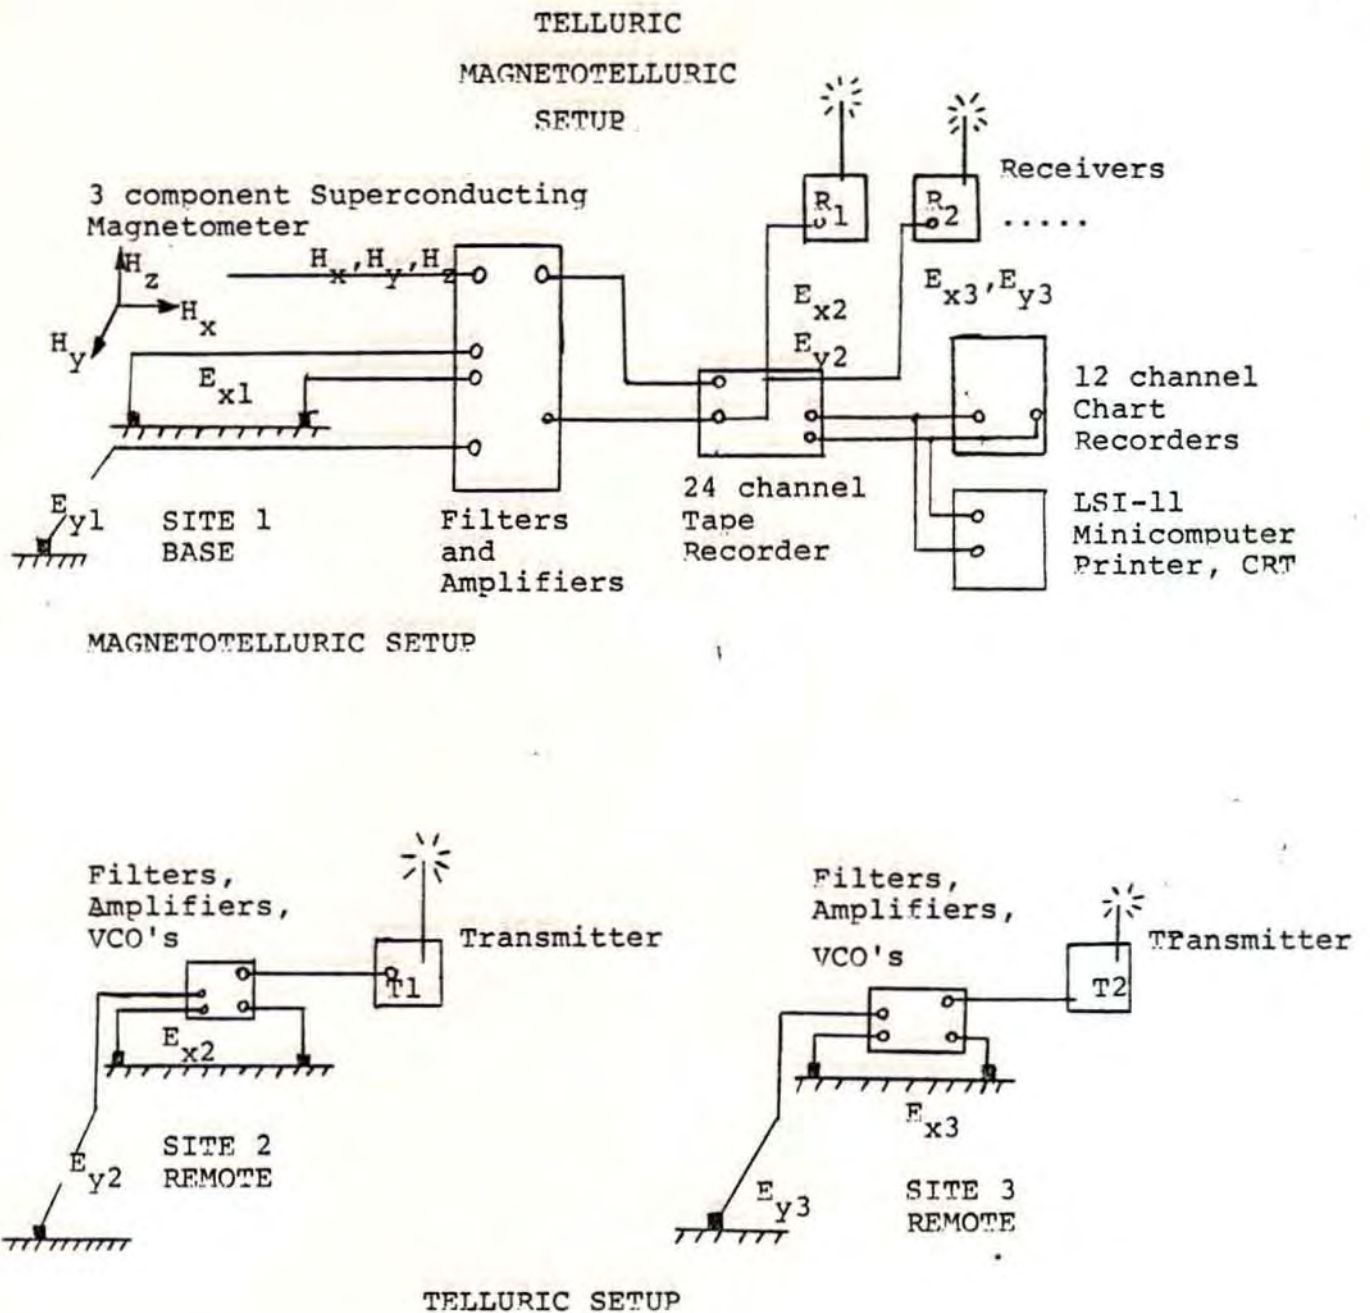 TELLURIC
MAGNETOTELLURIC
SETUP
3 component Superconducting
Magnetometer
Hz
Hx
Hy
Hx,Hy,Hz
Ex1
Ey1
SITE 1
BASE
Filters
and
Amplifiers
R1
R2
Receivers
.....
Ex2
Ey2
Ex3,Ey3
24 channel
Tape
Recorder
12 channel
Chart
Recorders
LSI-11
Minicomputer
Printer, CRT
MAGNETOTELLURIC SETUP
Filters,
Amplifiers,
VCO's
T1
Transmitter
Ex2
Ey2
SITE 2
REMOTE
Filters,
Amplifiers,
VCO's
T2
Transmitter
Ex3
Ey3
SITE 3
REMOTE
TELLURIC SETUP